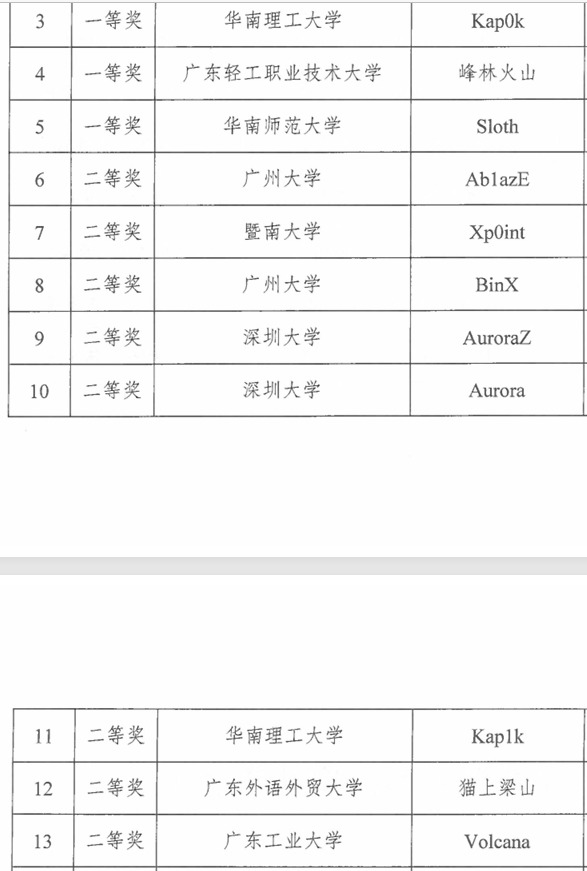 3 一等奖 华南理工大学 Kap0k
4 一等奖 广东轻工职业技术大学 峰林火山
5 一等奖 华南师范大学 Sloth
6 二等奖 广州大学 Ab1azE
7 二等奖 暨南大学 Xp0int
8 二等奖 广州大学 BinX
9 二等奖 深圳大学 AuroraZ
10 二等奖 深圳大学 Aurora
11 二等奖 华南理工大学 Kap1k
12 二等奖 广东外语外贸大学 猫上梁山
13 二等奖 广东工业大学 Volcana